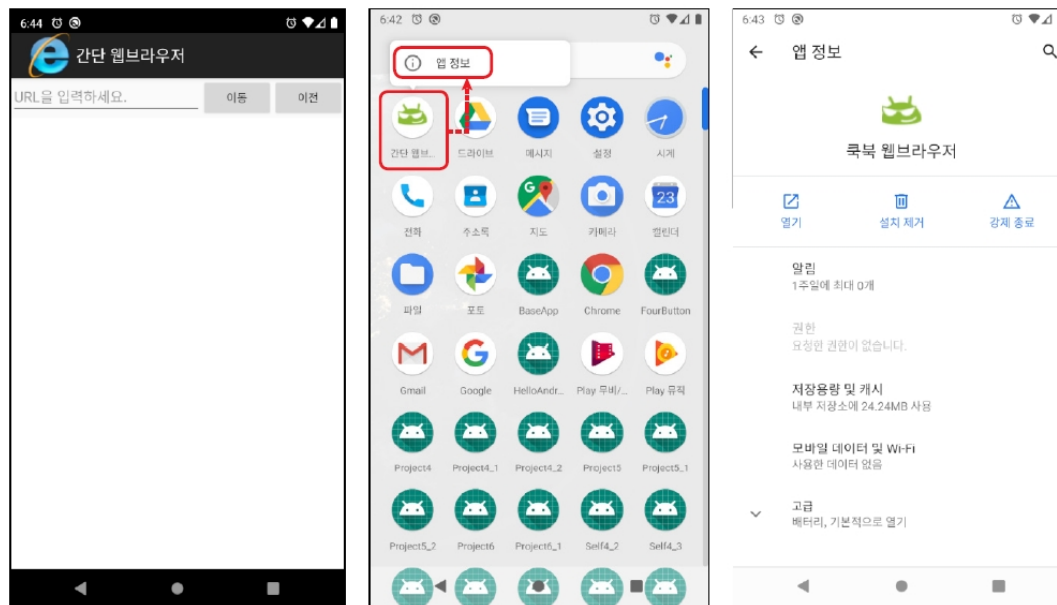 6:44
간단 웹브라우저
URL을 입력하세요.
이동
이전
6:42
앱 정보
간단 웹브...
드라이브
메시지
설정
시계
전화
주소록
지도
카메라
23
캘린더
파일
포토
BaseApp
Chrome
FourButton
Gmail
Google
HelloAndr...
Play 무비/...
Play 뮤직
Project4
Project4_1
Project4_2
Project5
Project5_1
Project5_2
Project6
Project6_1
Self4_2
Self4_3
6:43
앱 정보
쿡북 웹브라우저
열기
설치 제거
강제 종료
알림
1주일에 최대 0개
권한
요청한 권한이 없습니다.
저장용량 및 캐시
내부 저장소에 24.24MB 사용
모바일 데이터 및 Wi-Fi
사용한 데이터 없음
고급
배터리, 기본적으로 열기